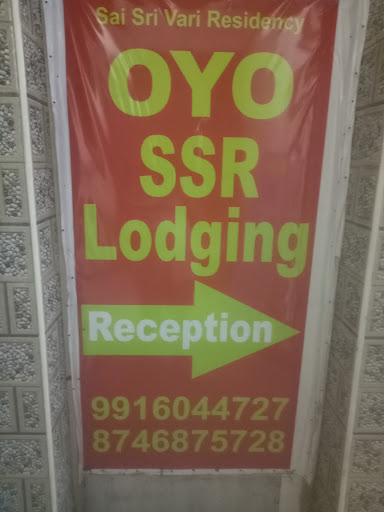 Sai Sri Vari Residency
OYO
SSR
Lodging
Reception
9916044727
8746875728